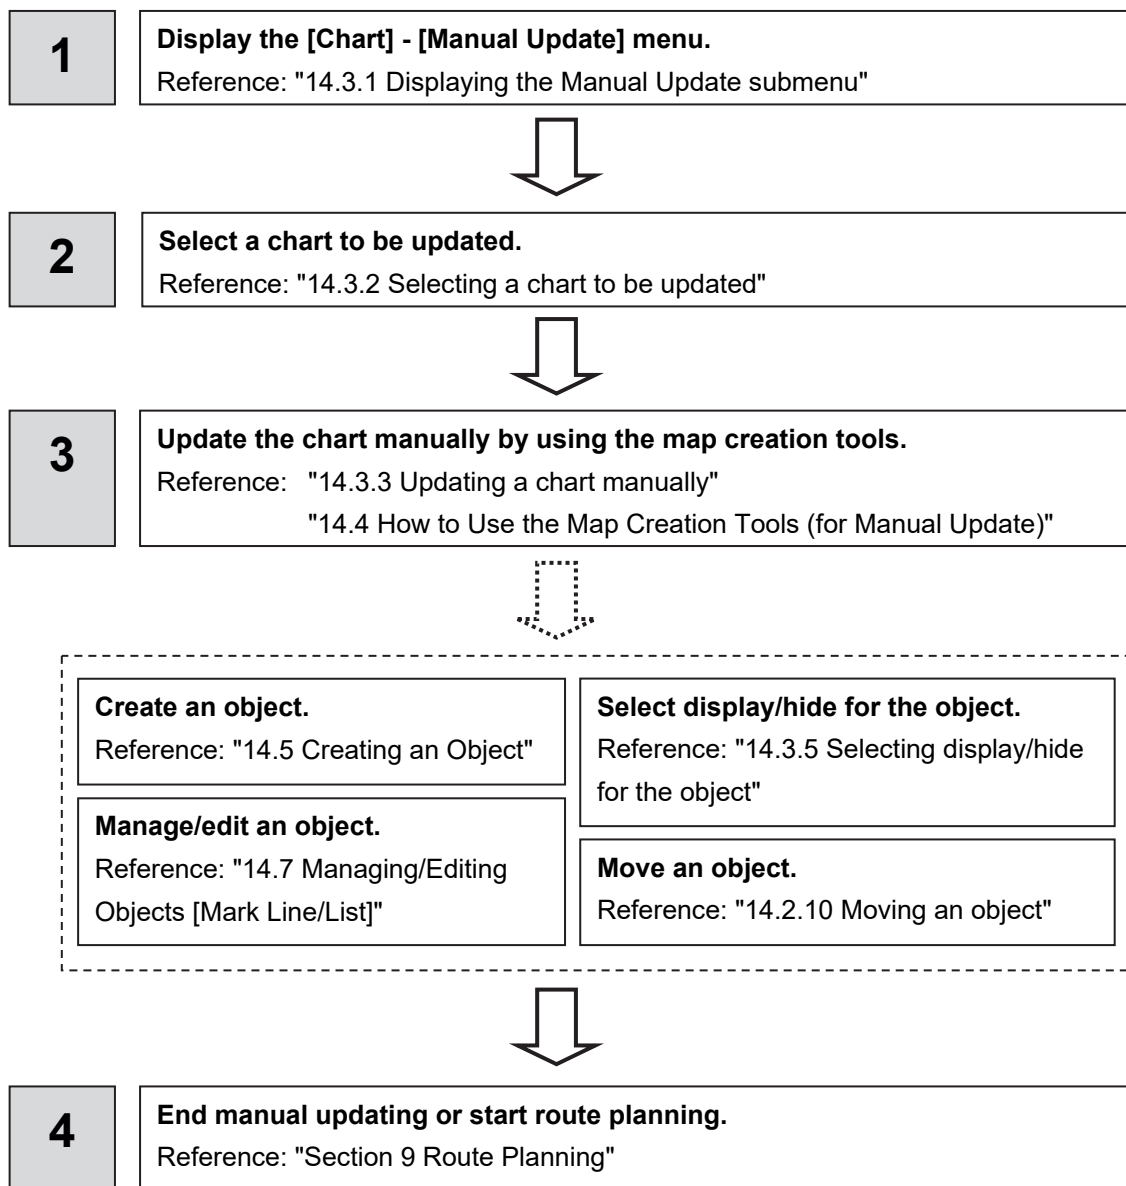 1
Display the [Chart] - [Manual Update] menu.
Reference: "14.3.1 Displaying the Manual Update submenu"
2
Select a chart to be updated.
Reference: "14.3.2 Selecting a chart to be updated"
3
Update the chart manually by using the map creation tools.
Reference: "14.3.3 Updating a chart manually"
"14.4 How to Use the Map Creation Tools (for Manual Update)"
Create an object.
Reference: "14.5 Creating an Object"
Manage/edit an object.
Reference: "14.7 Managing/Editing
Objects [Mark Line/List]"
Select display/hide for the object.
Reference: "14.3.5 Selecting display/hide
for the object"
Move an object.
Reference: "14.2.10 Moving an object"
4
End manual updating or start route planning.
Reference: "Section 9 Route Planning"